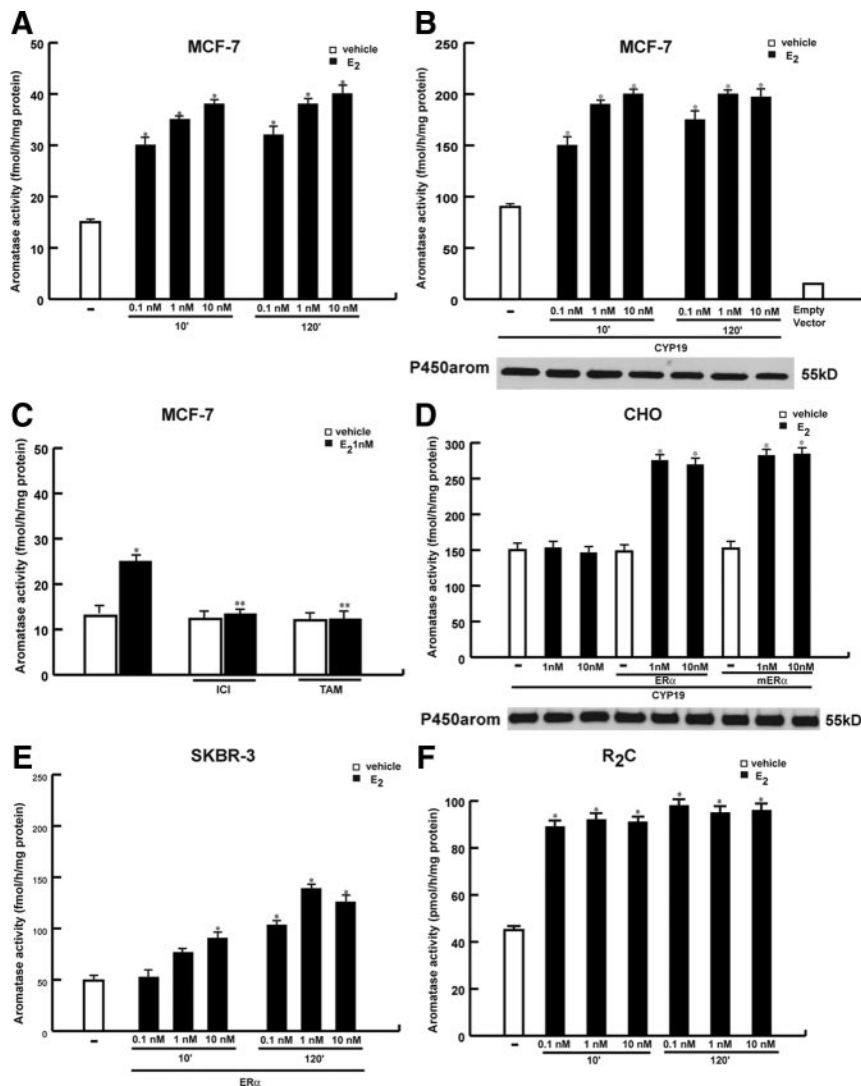 A
MCF-7
vehicle
E2
Aromatase activity (fmol/h/mg protein)
50
40
30
20
10
0
–
0.1 nM 1 nM 10 nM
0.1 nM 1 nM 10 nM
10'
120'
B
MCF-7
vehicle
E2
Aromatase activity (fmol/h/mg protein)
250
200
150
100
50
0
–
0.1 nM 1 nM 10 nM
0.1 nM 1 nM 10 nM
Empty
Vector
10'
120'
CYP19
P450arom
55kD
C
MCF-7
vehicle
E21nM
Aromatase activity (fmol/h/mg protein)
50
40
30
20
10
0
*
**
**
ICI
TAM
D
CHO
vehicle
E2
Aromatase activity (fmol/h/mg protein)
300
250
200
150
100
50
0
– 1nM 10nM – 1nM 10nM – 1nM 10nM
ERα
mERα
CYP19
P450arom
55kD
E
SKBR-3
vehicle
E2
Aromatase activity (fmol/h/mg protein)
250
200
150
100
50
0
–
0.1 nM 1 nM 10 nM
0.1 nM 1 nM 10 nM
10'
120'
ERα
F
R2C
vehicle
E2
Aromatase activity (pmol/h/mg protein)
100
80
60
40
20
0
–
0.1 nM 1 nM 10 nM
0.1 nM 1 nM 10 nM
10'
120'